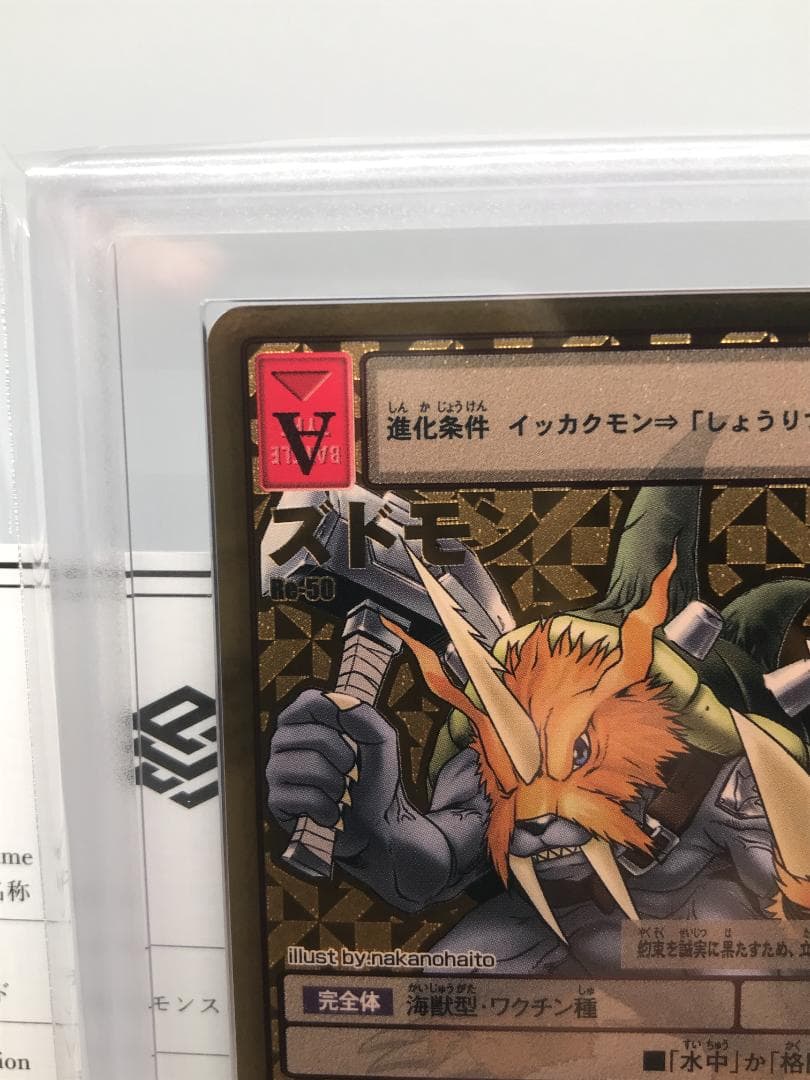 A
BATTLE
しん か じょうけん
進化条件 イッカクモン⇒「しょうり
ズドモン
Re-50
illust by.nakanohaito
やくそく せいじつ は
約束を誠実に果たすため、立
かいじゅうがた しゅ
完全体 海獣型・ワクチン種
すいちゅう かく
■「水中」か「格
ame
名称
ド
モンス
ion